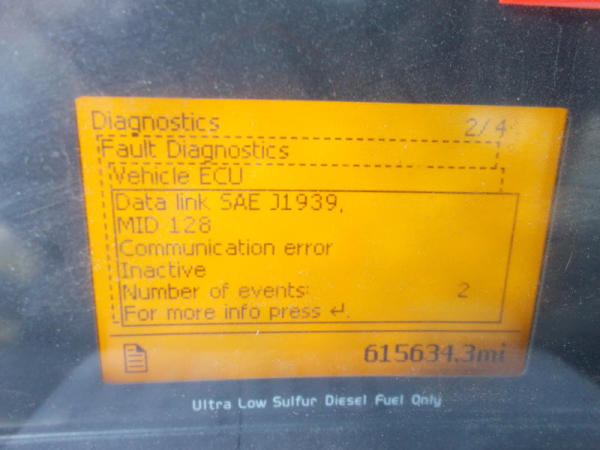 Diagnostics 2/4
Fault Diagnostics
Vehicle ECU
Data link SAE J1939,
MID 128
Communication error
Inactive
Number of events: 2
For more info press ↵.
615634.3mi
Ultra Low Sulfur Diesel Fuel Only